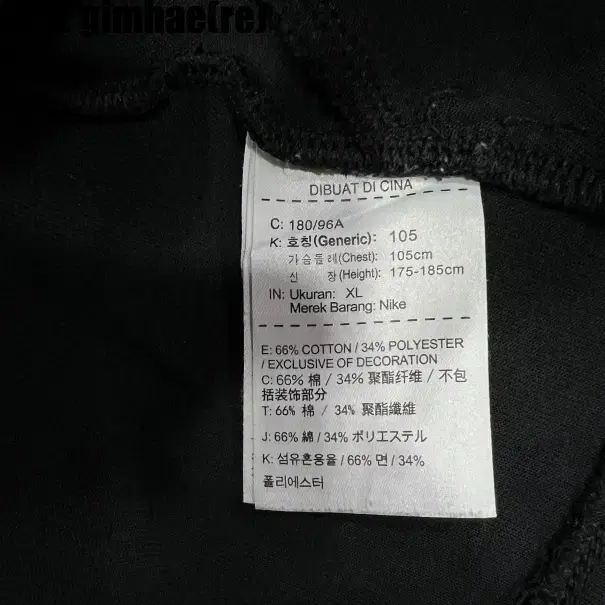 gimhae(re)
DIBUAT DI CINA
C: 180/96A
K: 호칭(Generic): 105
가슴둘레(Chest): 105cm
신 장(Height): 175-185cm
IN: Ukuran: XL
Merek Barang: Nike
E: 66% COTTON / 34% POLYESTER
/ EXCLUSIVE OF DECORATION
C: 66% 棉 / 34% 聚酯纤维 / 不包
括装饰部分
T: 66% 棉 / 34% 聚酯纖維
J: 66% 綿 / 34% ポリエステル
K: 섬유혼용율 / 66% 면 / 34%
폴리에스터